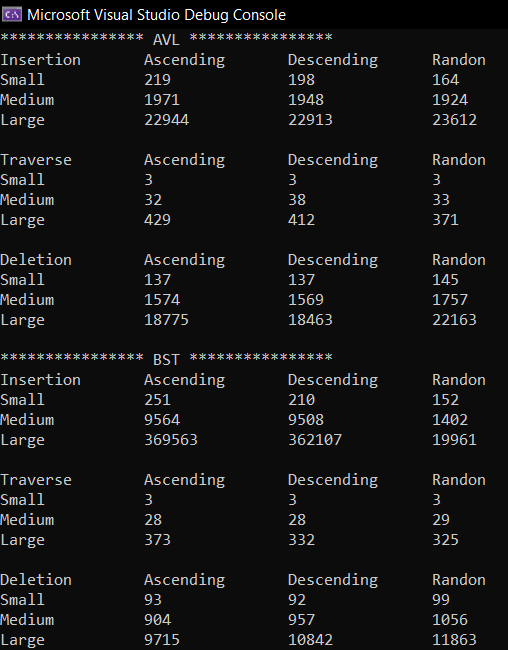 Microsoft Visual Studio Debug Console
**************** AVL ****************
Insertion Ascending Descending Randon
Small 219 198 164
Medium 1971 1948 1924
Large 22944 22913 23612
Traverse Ascending Descending Randon
Small 3 3 3
Medium 32 38 33
Large 429 412 371
Deletion Ascending Descending Randon
Small 137 137 145
Medium 1574 1569 1757
Large 18775 18463 22163
**************** BST ****************
Insertion Ascending Descending Randon
Small 251 210 152
Medium 9564 9508 1402
Large 369563 362107 19961
Traverse Ascending Descending Randon
Small 3 3 3
Medium 28 28 29
Large 373 332 325
Deletion Ascending Descending Randon
Small 93 92 99
Medium 904 957 1056
Large 9715 10842 11863